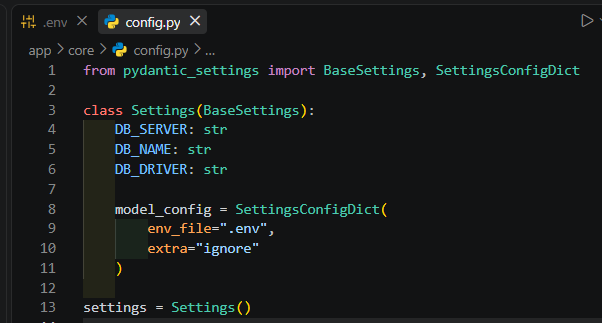 .env
config.py
app > core > config.py > ...
1 from pydantic_settings import BaseSettings, SettingsConfigDict
2
3 class Settings(BaseSettings):
4     DB_SERVER: str
5     DB_NAME: str
6     DB_DRIVER: str
7
8     model_config = SettingsConfigDict(
9         env_file=".env",
10         extra="ignore"
11     )
12
13 settings = Settings()